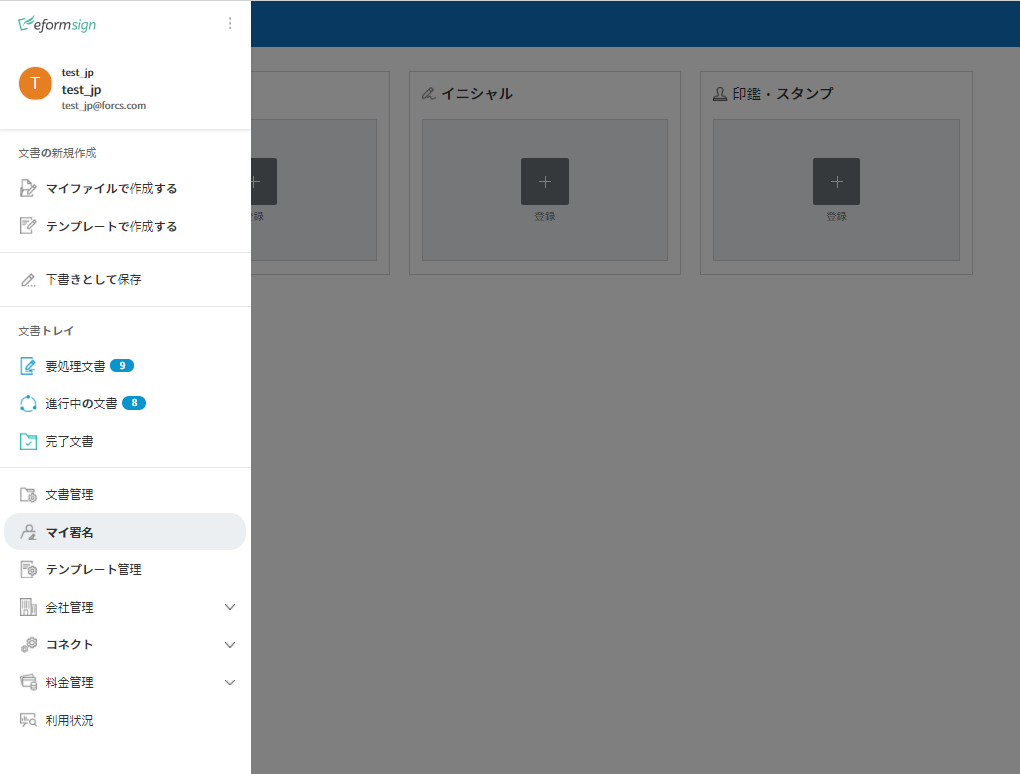 eformsign
T
test_jp
test_jp
test_jp@forcs.com
文書の新規作成
マイファイルで作成する
テンプレートで作成する
下書きとして保存
文書トレイ
要処理文書 9
進行中の文書 8
完了文書
文書管理
マイ署名
テンプレート管理
会社管理
コネクト
料金管理
利用状況
録
イニシャル
登録
印鑑・スタンプ
登録